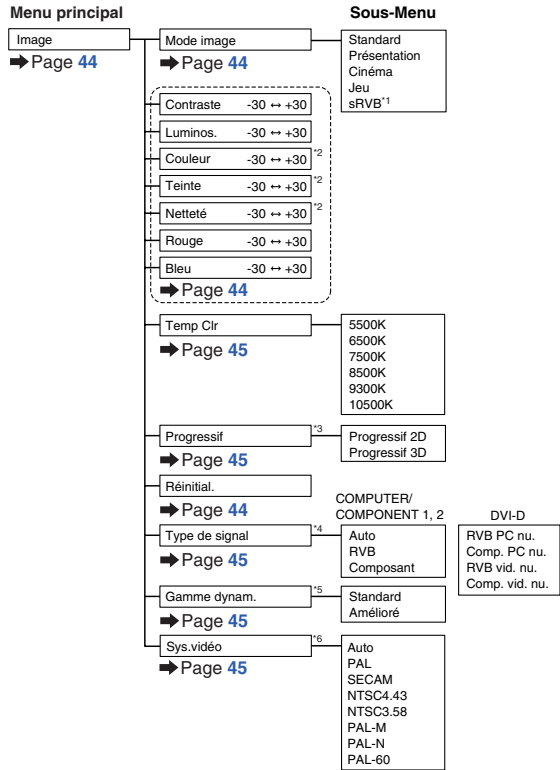 Menu principal
Sous-Menu
Image
➡Page 44
Mode image
➡Page 44
Standard
Présentation
Cinéma
Jeu
sRVB*1
Contraste -30 ↔ +30
Luminos. -30 ↔ +30
Couleur -30 ↔ +30 *2
Teinte -30 ↔ +30 *2
Netteté -30 ↔ +30 *2
Rouge -30 ↔ +30
Bleu -30 ↔ +30
➡Page 44
Temp Clr
➡Page 45
5500K
6500K
7500K
8500K
9300K
10500K
Progressif *3
➡Page 45
Progressif 2D
Progressif 3D
Réinitial.
➡Page 44
Type de signal *4
➡Page 45
COMPUTER/
COMPONENT 1, 2
Auto
RVB
Composant
DVI-D
RVB PC nu.
Comp. PC nu.
RVB vid. nu.
Comp. vid. nu.
Gamme dynam. *5
➡Page 45
Standard
Amélioré
Sys.vidéo *6
➡Page 45
Auto
PAL
SECAM
NTSC4.43
NTSC3.58
PAL-M
PAL-N
PAL-60